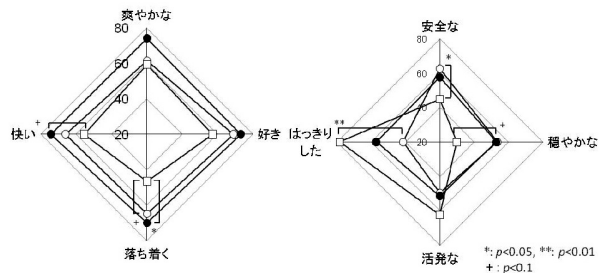 爽やかな
80
60
40
20
快い
好き
落ち着く
+
+
*
安全な
80
60
40
20
はっきり
した
穏やかな
活発な
**
*
+
*: p<0.05, **: p<0.01
+ : p<0.1